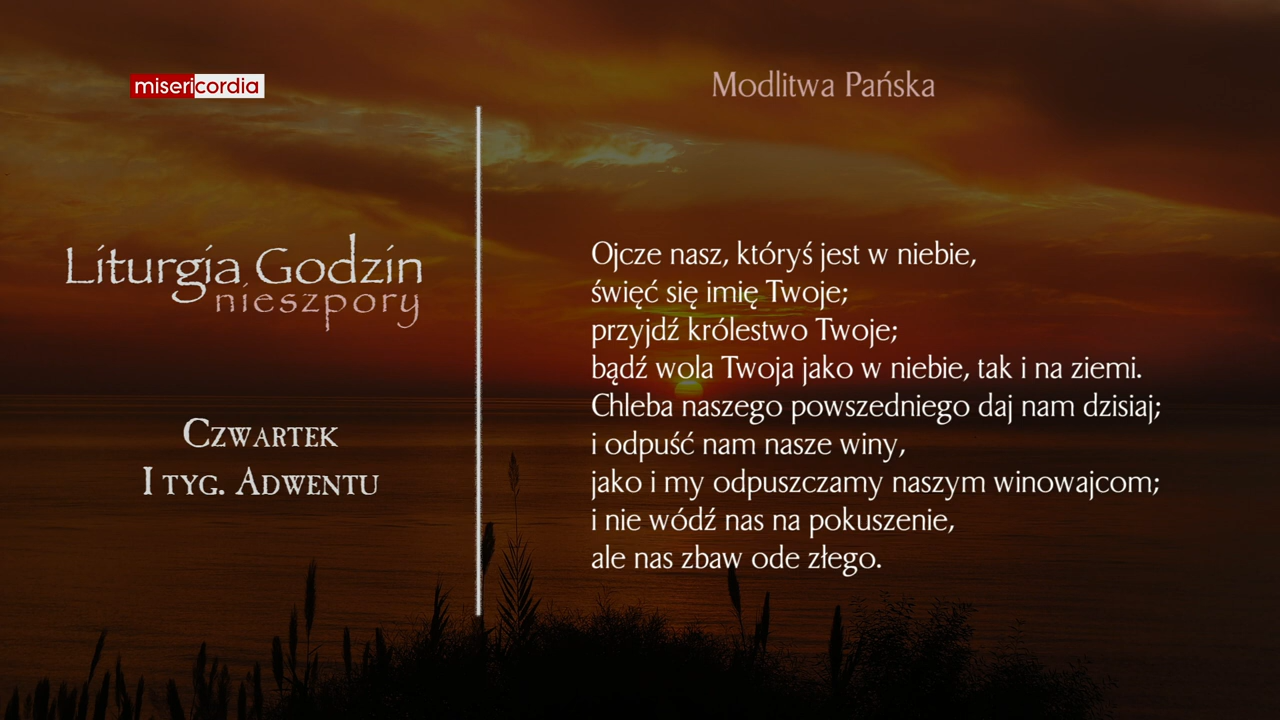 misericordia
Liturgia Godzin
nieszpory
Czwartek
I tyg. Adwentu
Modlitwa Pańska
Ojcze nasz, któryś jest w niebie,
święć się imię Twoje;
przyjdź królestwo Twoje;
bądź wola Twoja jako w niebie, tak i na ziemi.
Chleba naszego powszedniego daj nam dzisiaj;
i odpuść nam nasze winy,
jako i my odpuszczamy naszym winowajcom;
i nie wódź nas na pokuszenie,
ale nas zbaw ode złego.